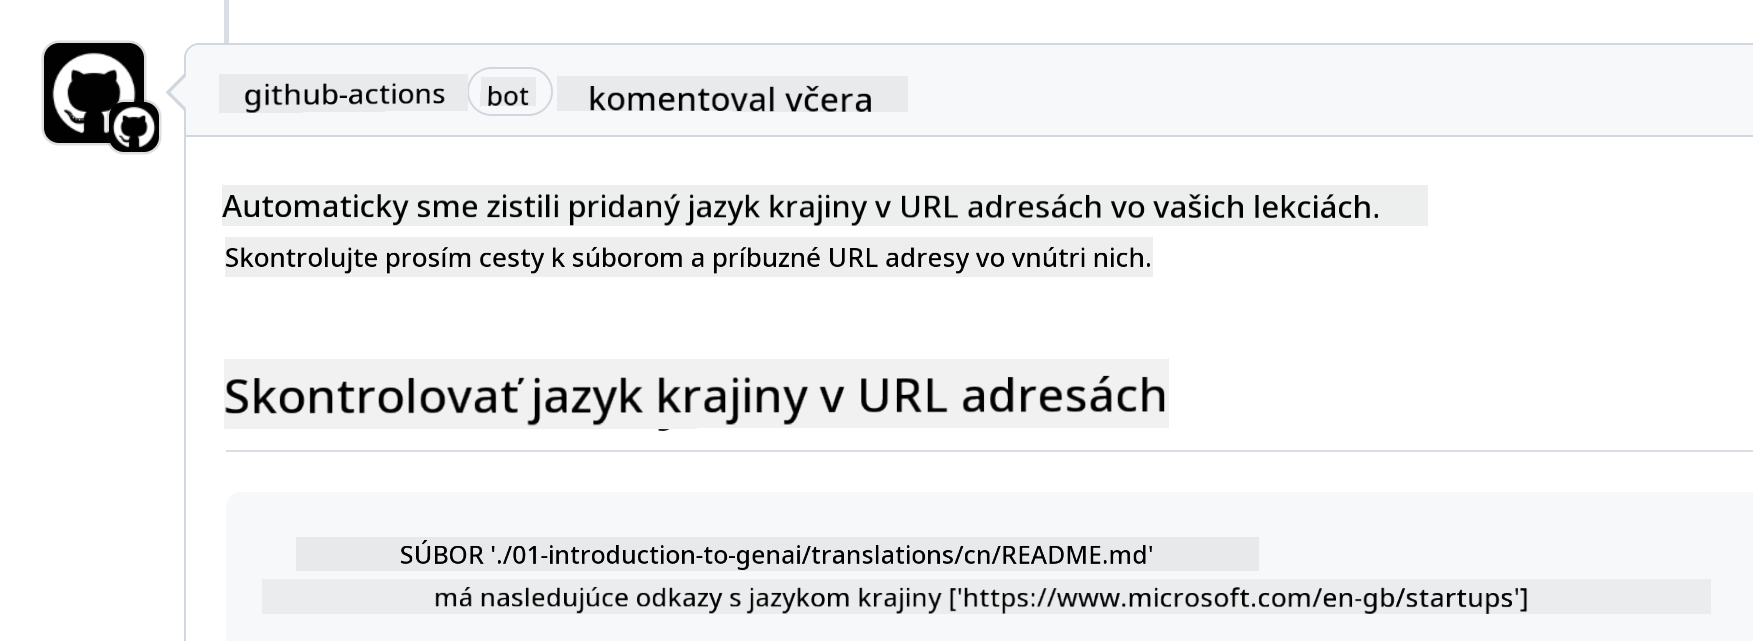 github-actions bot komentoval včera
Automaticky sme zistili pridaný jazyk krajiny v URL adresách vo vašich lekciách.
Skontrolujte prosím cesty k súborom a príbuzné URL adresy vo vnútri nich.
Skontrolovať jazyk krajiny v URL adresách
SÚBOR './01-introduction-to-genai/translations/cn/README.md'
má nasledujúce odkazy s jazykom krajiny ['https://www.microsoft.com/en-gb/startups']